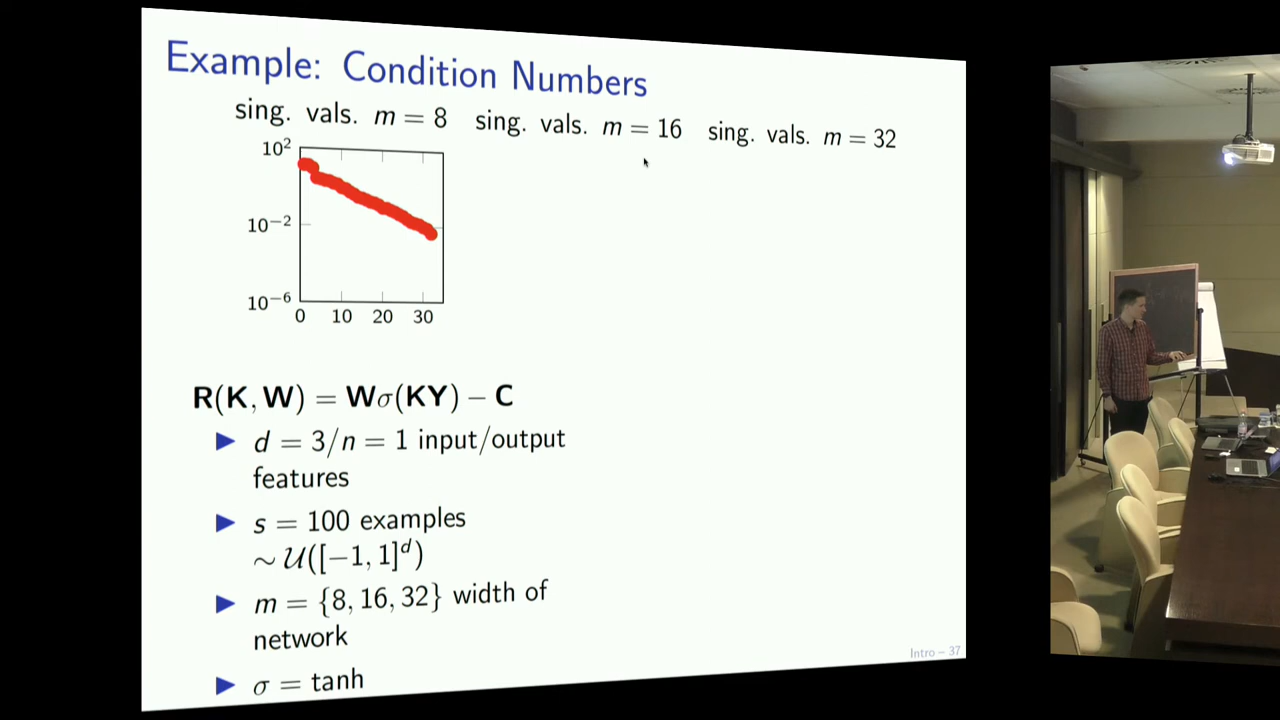 Example: Condition Numbers
sing. vals. m = 8 sing. vals. m = 16 sing. vals. m = 32
10²
10⁻²
10⁻⁶
0 10 20 30
R(K, W) = Wσ(KY) − C
▶ d = 3/n = 1 input/output
features
▶ s = 100 examples
∼ 𝒰([−1, 1]ᵈ)
▶ m = {8, 16, 32} width of
network
▶ σ = tanh
Intro – 37